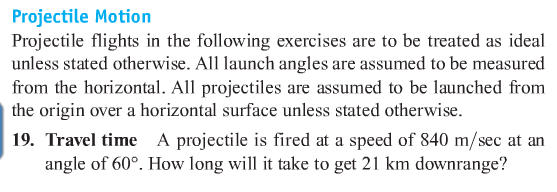 Projectile Motion
Projectile flights in the following exercises are to be treated as ideal
unless stated otherwise. All launch angles are assumed to be measured
from the horizontal. All projectiles are assumed to be launched from
the origin over a horizontal surface unless stated otherwise.
19. Travel time A projectile is fired at a speed of 840 m/sec at an
angle of 60°. How long will it take to get 21 km downrange?